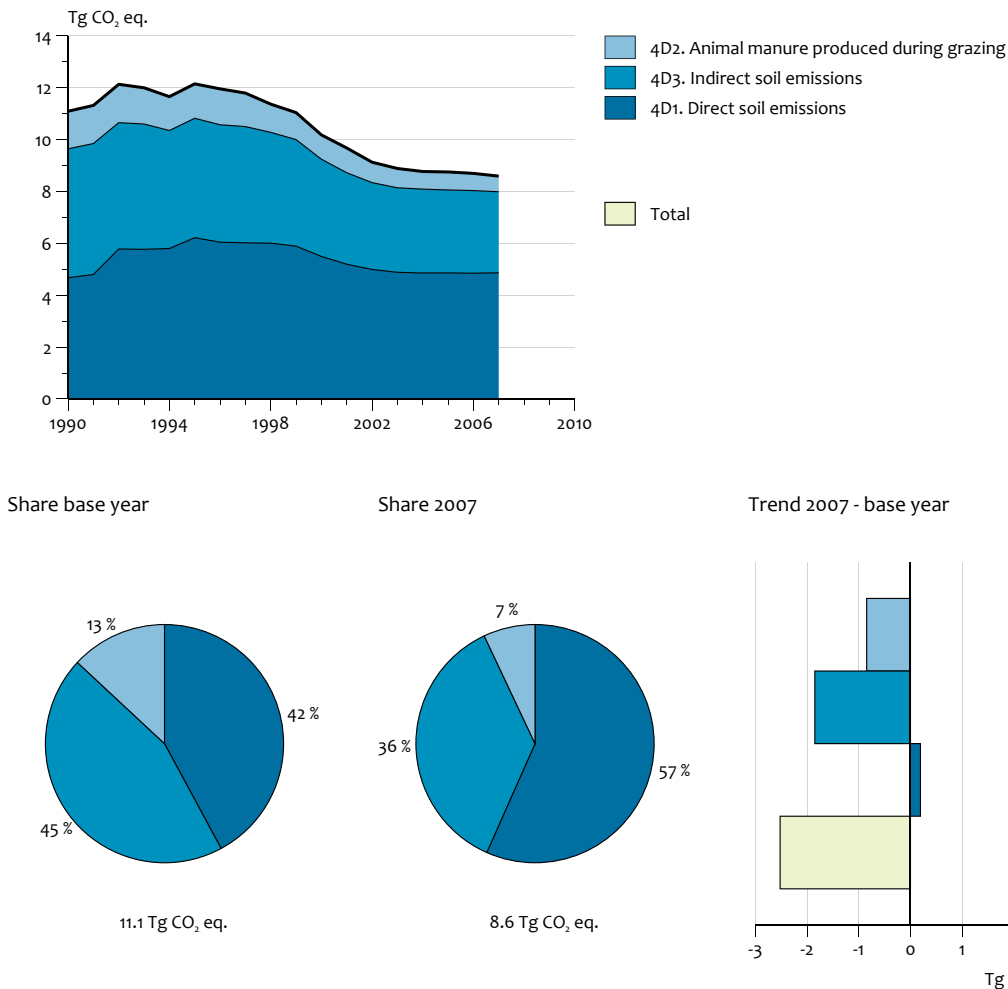 Tg CO₂ eq.
14
12
10
8
6
4
2
0
1990 1994 1998 2002 2006 2010
4D2. Animal manure produced during grazing
4D3. Indirect soil emissions
4D1. Direct soil emissions
Total
Share base year
13 %
42 %
45 %
11.1 Tg CO₂ eq.
Share 2007
7 %
36 %
57 %
8.6 Tg CO₂ eq.
Trend 2007 - base year
-3 -2 -1 0 1
Tg